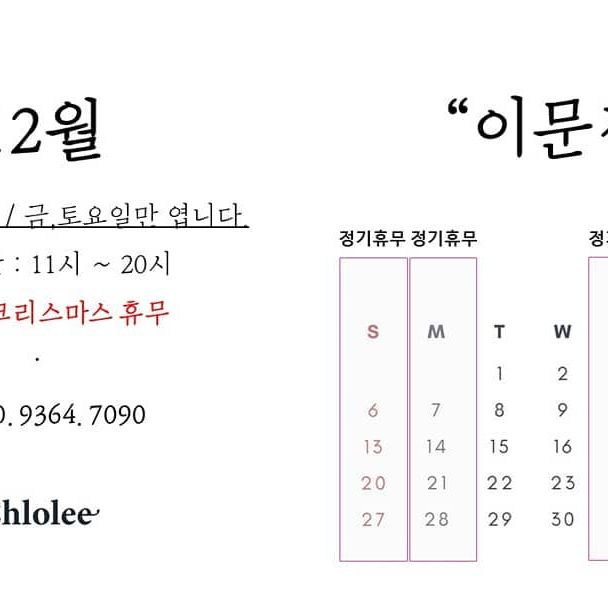 12월
/ 금,토요일만 엽니다.
: 11시 ~ 20시
크리스마스 휴무
.
0. 9364. 7090
hlolee
“이문
정기휴무 정기휴무
S M T W
1 2
6 7 8 9
13 14 15 16
20 21 22 23
27 28 29 30